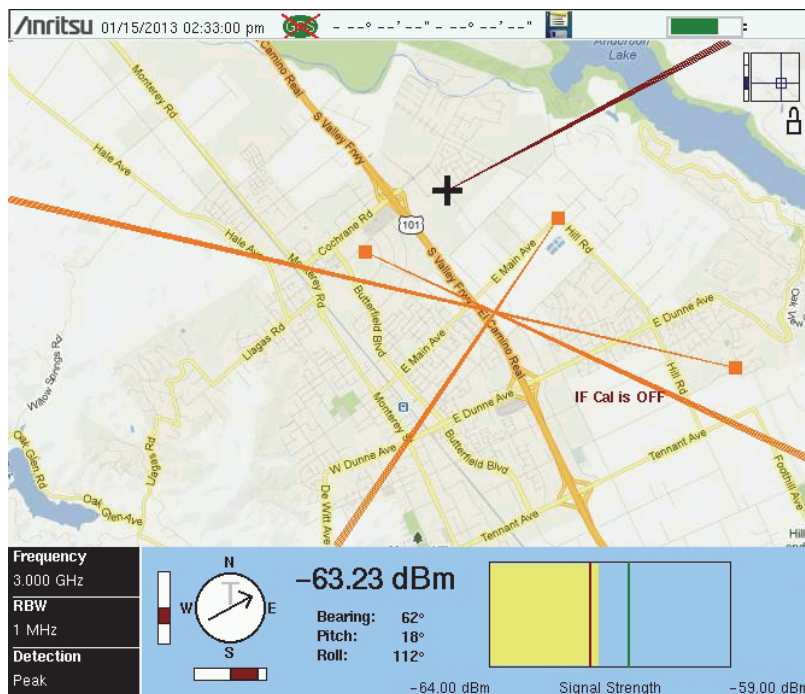 Anritsu 01/15/2013 02:33:00 pm GPS - --° --'--" - --° --'--"
Anderson
Lake
El Camino Real
Monterey Rd
S Valley Frwy
Hale Ave
Cochrane Rd
101
Hale Ave
Monterey Rd
S Valley Frwy
E Main Ave
Hill Rd
Butterfield Blvd
El Camino Real
E Dunne Ave
Llagas Rd
E Main Ave
Willow Springs Rd
Hill Rd
IF Cal is OFF
Monterey
E Dunne Ave
W Dunne Ave
Butterfield Blvd
Tennant Ave
Oak Glen Rd
Llagas Rd
Foothill Ave
Oak Glen Ave
De Witt Ave
Tennant Ave
Frequency
3.000 GHz
RBW
1 MHz
Detection
Peak
N
W E
S
T
-63.23 dBm
Bearing: 62°
Pitch: 18°
Roll: 112°
-64.00 dBm Signal Strength -59.00 dBm